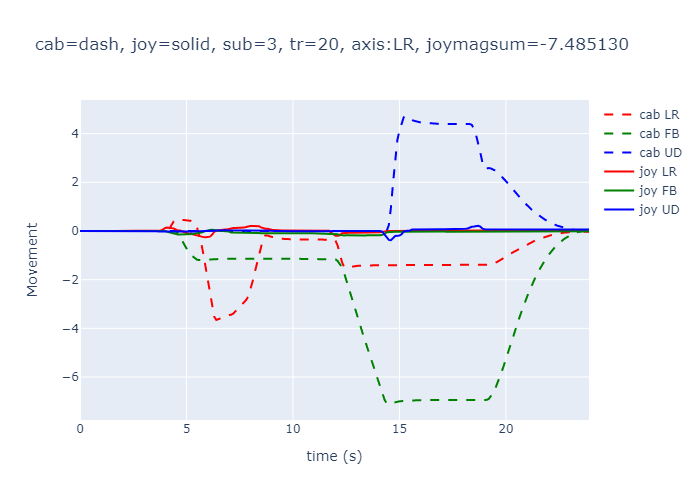 cab=dash, joy=solid, sub=3, tr=20, axis:LR, joymagsum=-7.485130
cab LR
cab FB
cab UD
joy LR
joy FB
joy UD
Movement
4
2
0
−2
−4
−6
0 5 10 15 20
time (s)